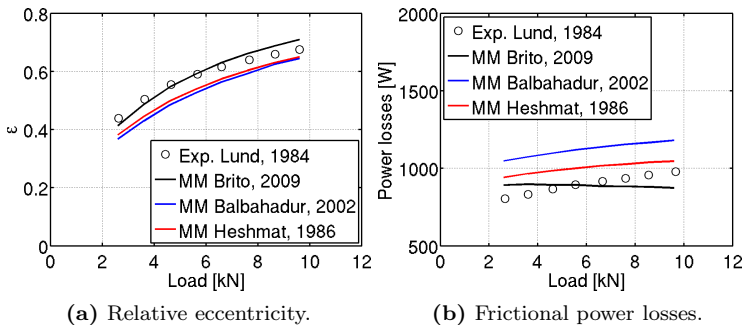 0.8
0.6
0.4
0.2
0
ε
0
2
4
6
8
10
12
Load [kN]
Exp. Lund, 1984
MM Brito, 2009
MM Balbahadur, 2002
MM Heshmat, 1986
(a) Relative eccentricity.
2000
1500
1000
500
Power losses [W]
0
2
4
6
8
10
12
Load [kN]
Exp. Lund, 1984
MM Brito, 2009
MM Balbahadur, 2002
MM Heshmat, 1986
(b) Frictional power losses.